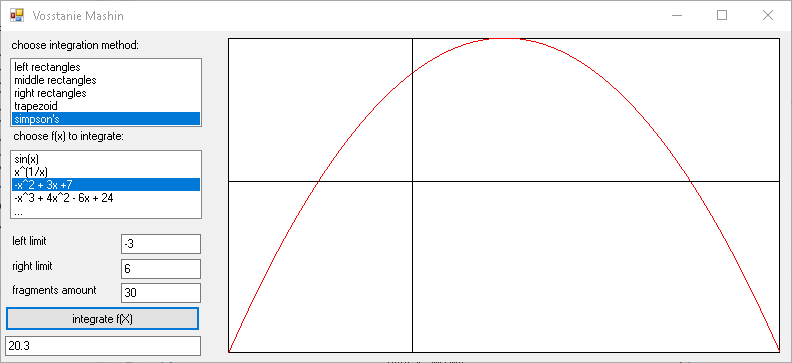 Vosstanie Mashin
choose integration method:
left rectangles
middle rectangles
right rectangles
trapezoid
simpson's
choose f(x) to integrate:
sin(x)
x^(1/x)
-x^2 + 3x +7
-x^3 + 4x^2 - 6x + 24
...
left limit
-3
right limit
6
fragments amount
30
integrate f(X)
20.3